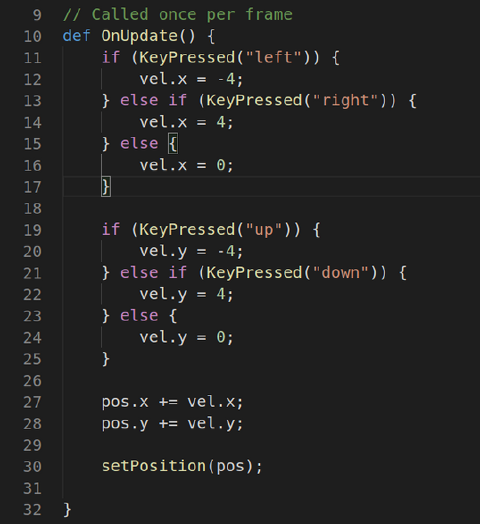 9 // Called once per frame
10 def OnUpdate() {
11     if (KeyPressed("left")) {
12         vel.x = -4;
13     } else if (KeyPressed("right")) {
14         vel.x = 4;
15     } else {
16         vel.x = 0;
17     }
18
19     if (KeyPressed("up")) {
20         vel.y = -4;
21     } else if (KeyPressed("down")) {
22         vel.y = 4;
23     } else {
24         vel.y = 0;
25     }
26
27     pos.x += vel.x;
28     pos.y += vel.y;
29
30     setPosition(pos);
31
32 }